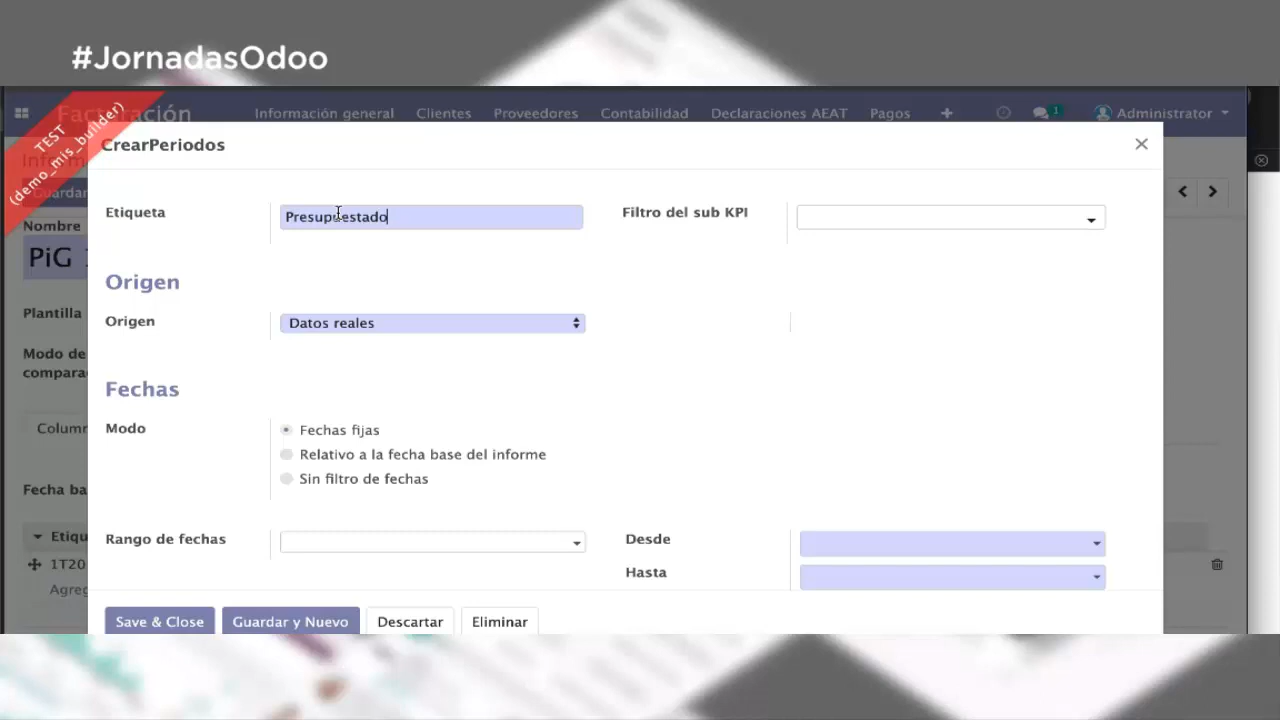 #JornadasOdoo
TEST
(demo_mis_builder)
Facturación
Información general
Clientes
Proveedores
Contabilidad
Declaraciones AEAT
Pagos
1
Administrator
CrearPeriodos
Guardar
Nombre
PiG
Plantilla
Modo de
compara
Column
Fecha ba
Etiqu
1T20
Agreg
Etiqueta
Presupuestado
Filtro del sub KPI
Origen
Origen
Datos reales
Fechas
Modo
Fechas fijas
Relativo a la fecha base del informe
Sin filtro de fechas
Rango de fechas
Desde
Hasta
Save & Close
Guardar y Nuevo
Descartar
Eliminar